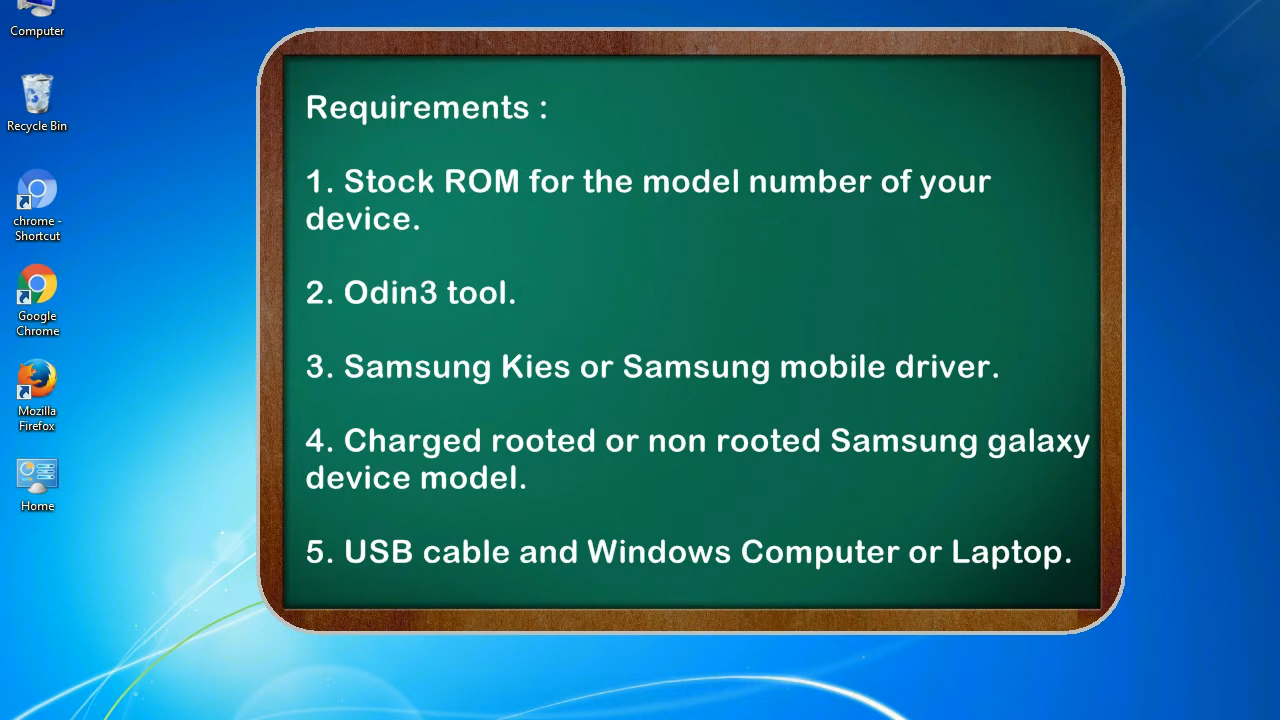 Computer
Recycle Bin
chrome -
Shortcut
Google
Chrome
Mozilla
Firefox
Home
Requirements :
1. Stock ROM for the model number of your
device.
2. Odin3 tool.
3. Samsung Kies or Samsung mobile driver.
4. Charged rooted or non rooted Samsung galaxy
device model.
5. USB cable and Windows Computer or Laptop.